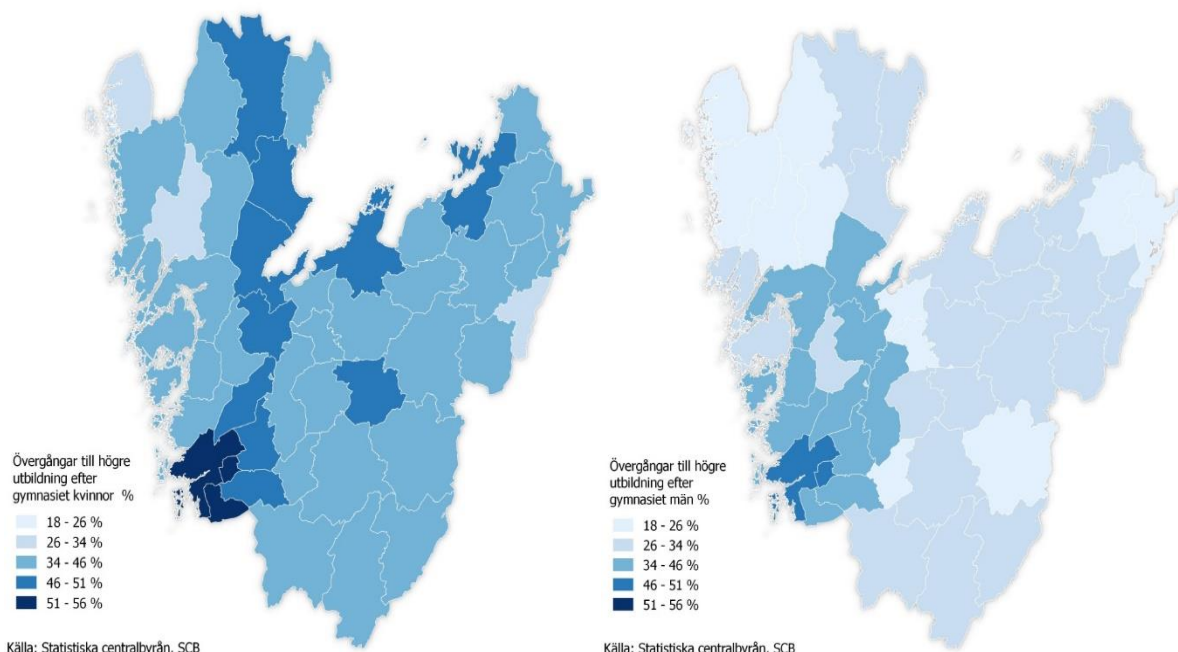 Övergångar till högre
utbildning efter
gymnasiet kvinnor %
18 - 26 %
26 - 34 %
34 - 46 %
46 - 51 %
51 - 56 %
Källa: Statistiska centralbyrån, SCB
Övergångar till högre
utbildning efter
gymnasiet män %
18 - 26 %
26 - 34 %
34 - 46 %
46 - 51 %
51 - 56 %
Källa: Statistiska centralbyrån, SCB